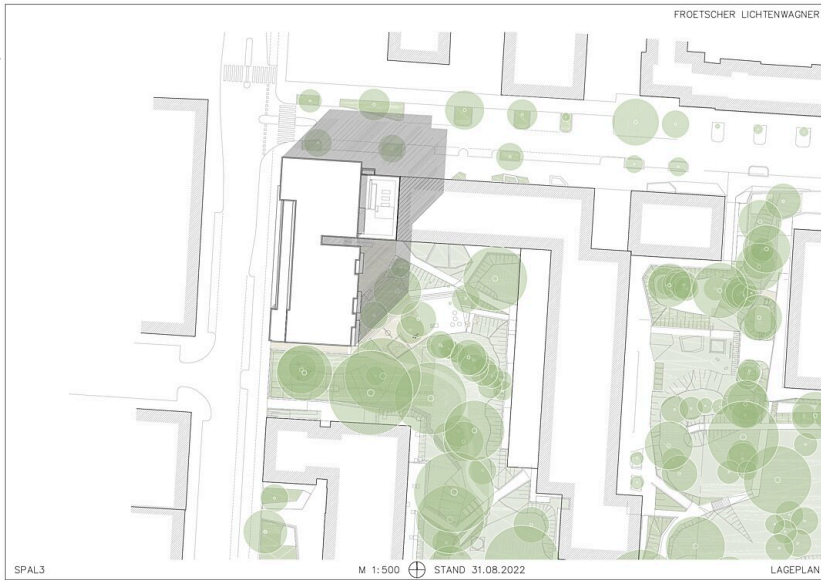 FROETSCHER LICHTENWAGNER
SPAL3
M 1:500 STAND 31.08.2022
LAGEPLAN